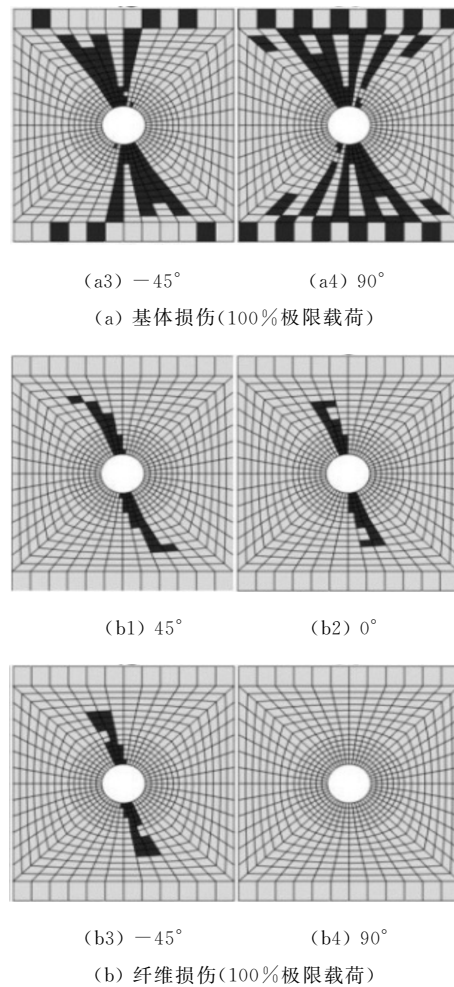 (a3) －45° (a4) 90°
(a) 基体损伤(100%极限载荷)
(b1) 45° (b2) 0°
(b3) －45° (b4) 90°
(b) 纤维损伤(100%极限载荷)